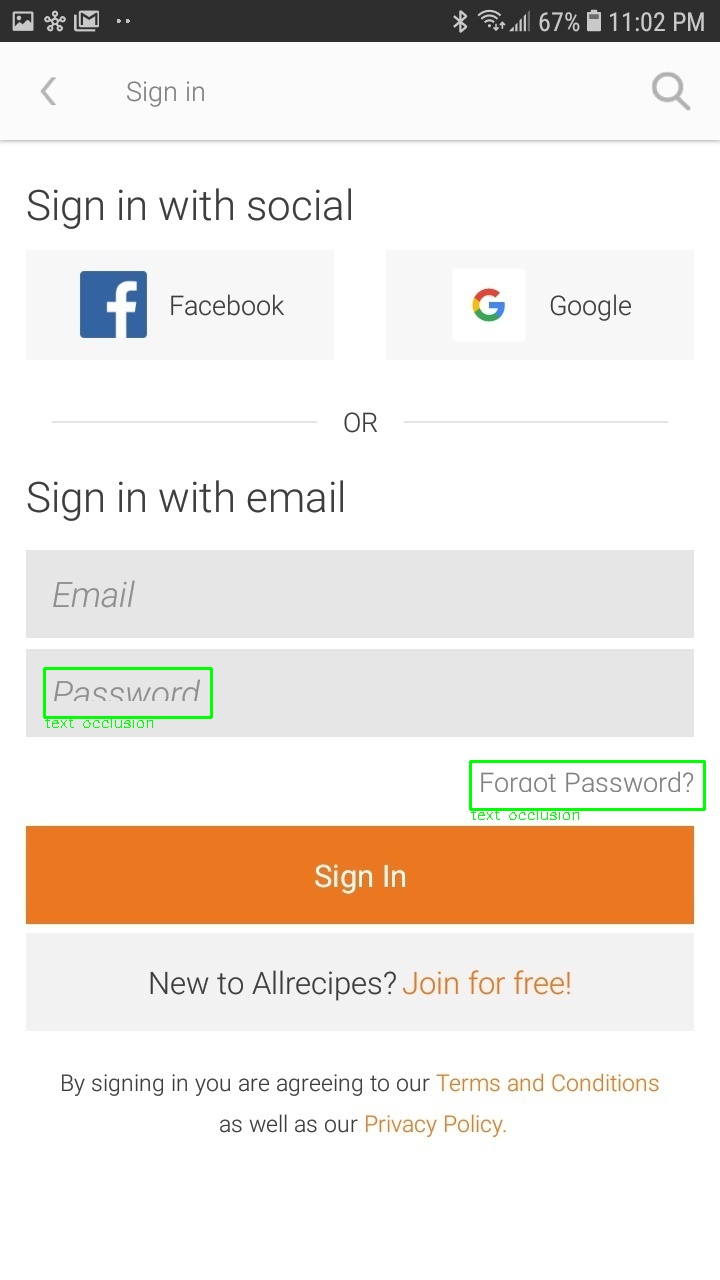 67% 11:02 PM
Sign in
Sign in with social
Facebook
Google
OR
Sign in with email
Email
Password
text occlusion
Forgot Password?
text occlusion
Sign In
New to Allrecipes? Join for free!
By signing in you are agreeing to our Terms and Conditions
as well as our Privacy Policy.